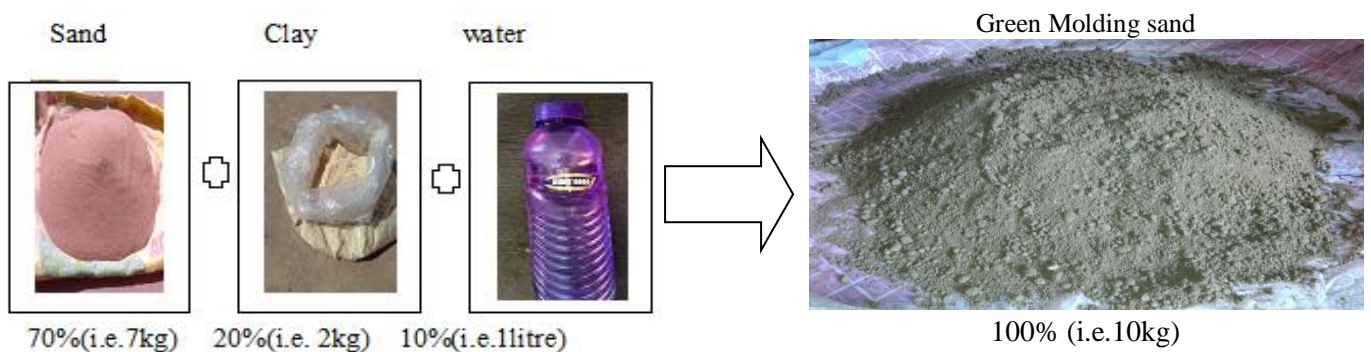 Sand Clay water
Green Molding sand
70%(i.e.7kg) 20%(i.e. 2kg) 10%(i.e.1litre)
100% (i.e.10kg)